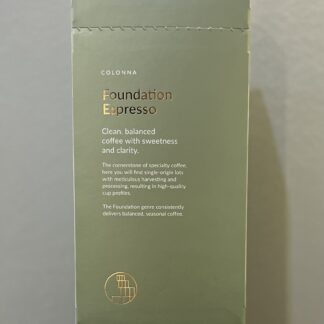 COLONNA
Foundation
Espresso
Clean, balanced
coffee with sweetness
and clarity.
The cornerstone of specialty coffee,
here you will find single-origin lots
with meticulous harvesting and
processing, resulting in high-quality
cup profiles.
The Foundation genre consistently
delivers balanced, seasonal coffee.